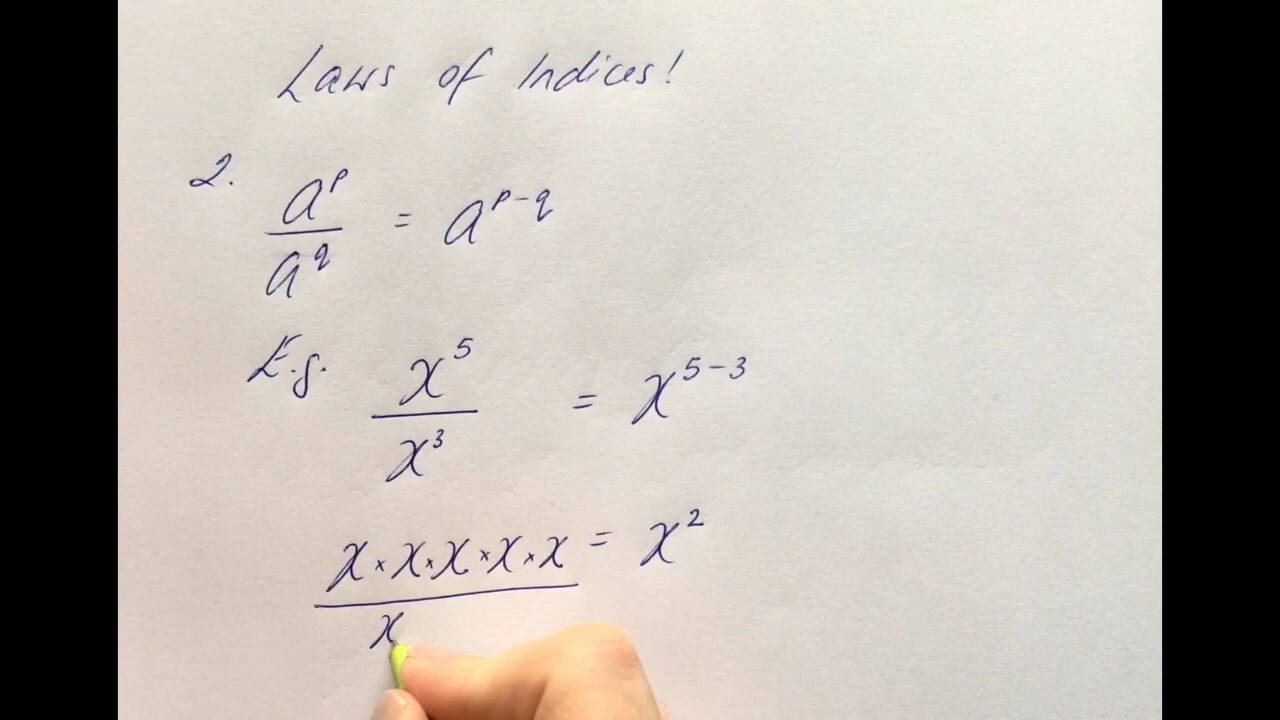 Laws of Indices!
2. a^p / a^q = a^(p-q)
E.g. x^5 / x^3 = x^(5-3)
x × x × x × x × x / x = x^2